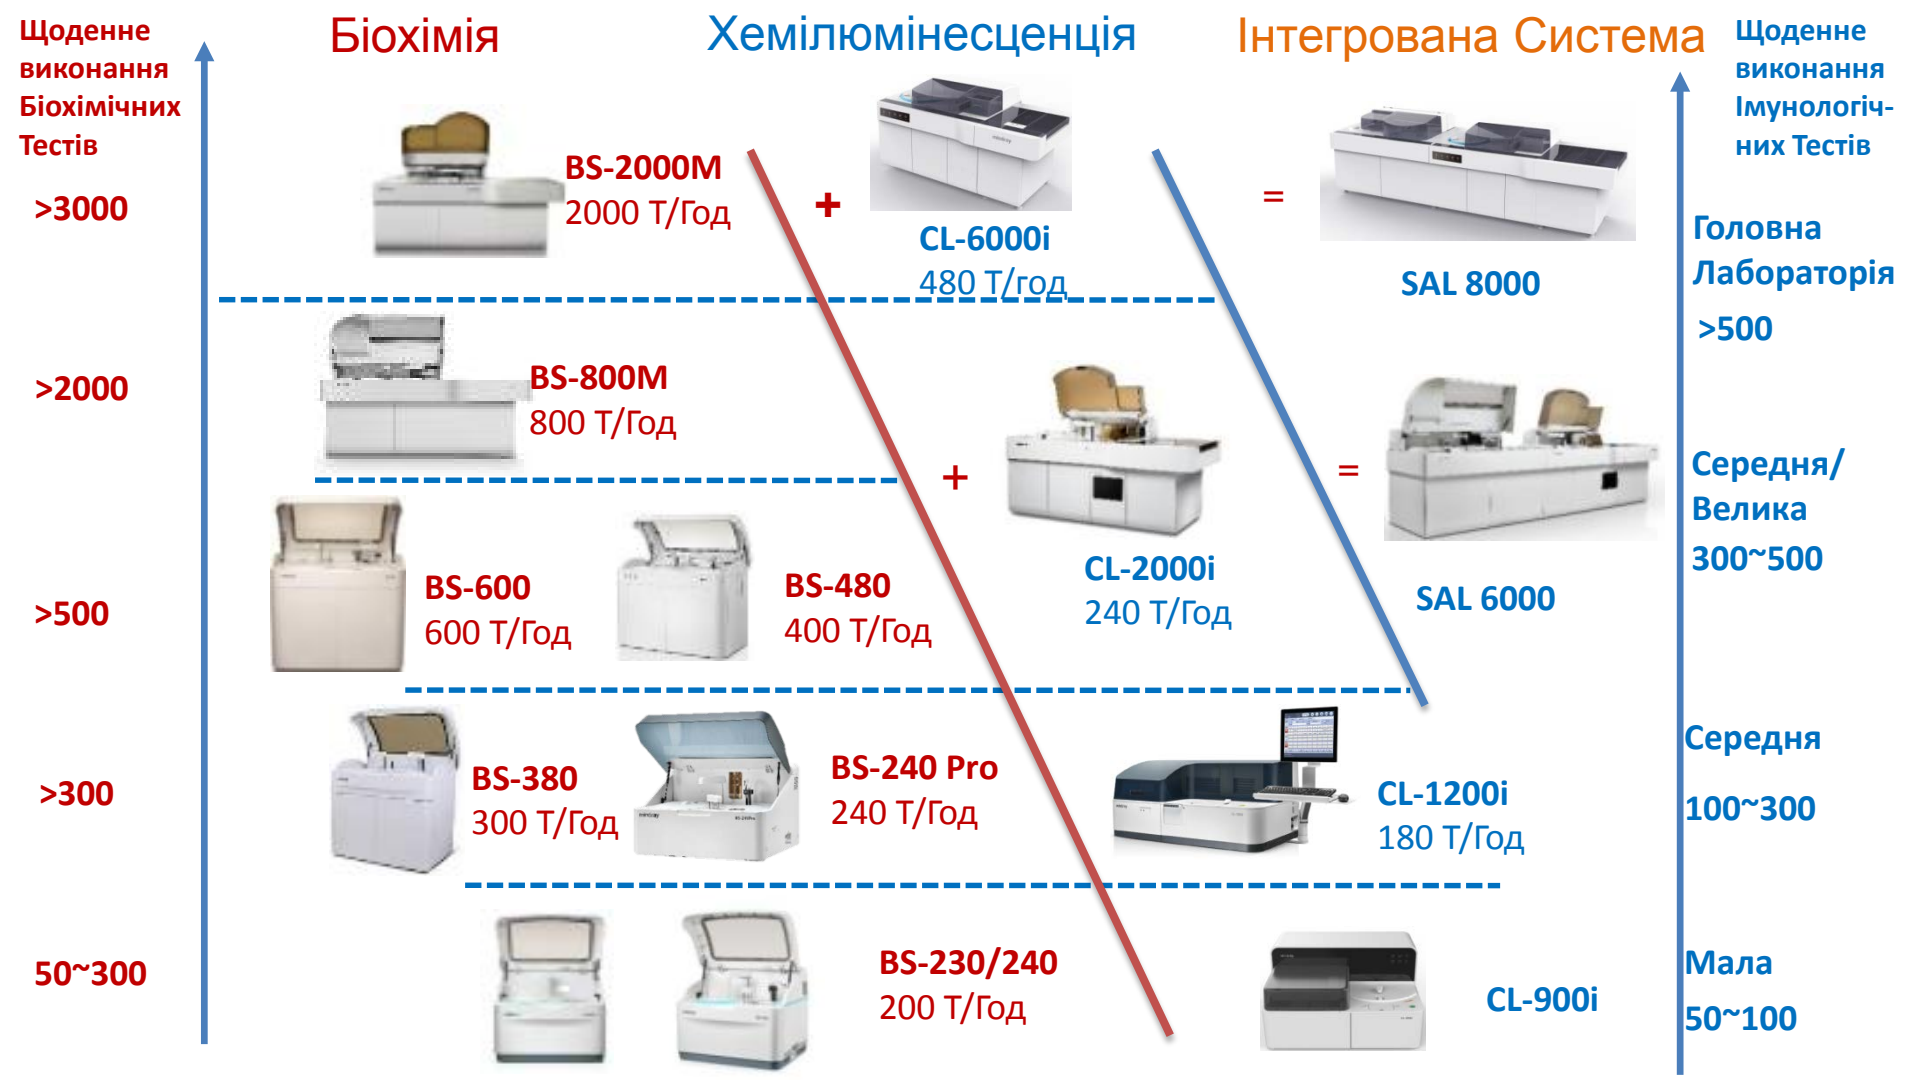 Щоденне
виконання
Біохімічних
Тестів
Біохімія
Хемілюмінесценція
Інтегрована Система
Щоденне
виконання
Імунологіч-
них Тестів
>3000
BS-2000M
2000 Т/Год
+
CL-6000i
480 Т/год
=
SAL 8000
Головна
Лабораторія
>500
>2000
BS-800M
800 Т/Год
+
CL-2000i
240 Т/Год
=
SAL 6000
Середня/
Велика
300~500
>500
BS-600
600 Т/Год
BS-480
400 Т/Год
>300
BS-380
300 Т/Год
BS-240 Pro
240 Т/Год
CL-1200i
180 Т/Год
Середня
100~300
50~300
BS-230/240
200 Т/Год
CL-900i
Мала
50~100